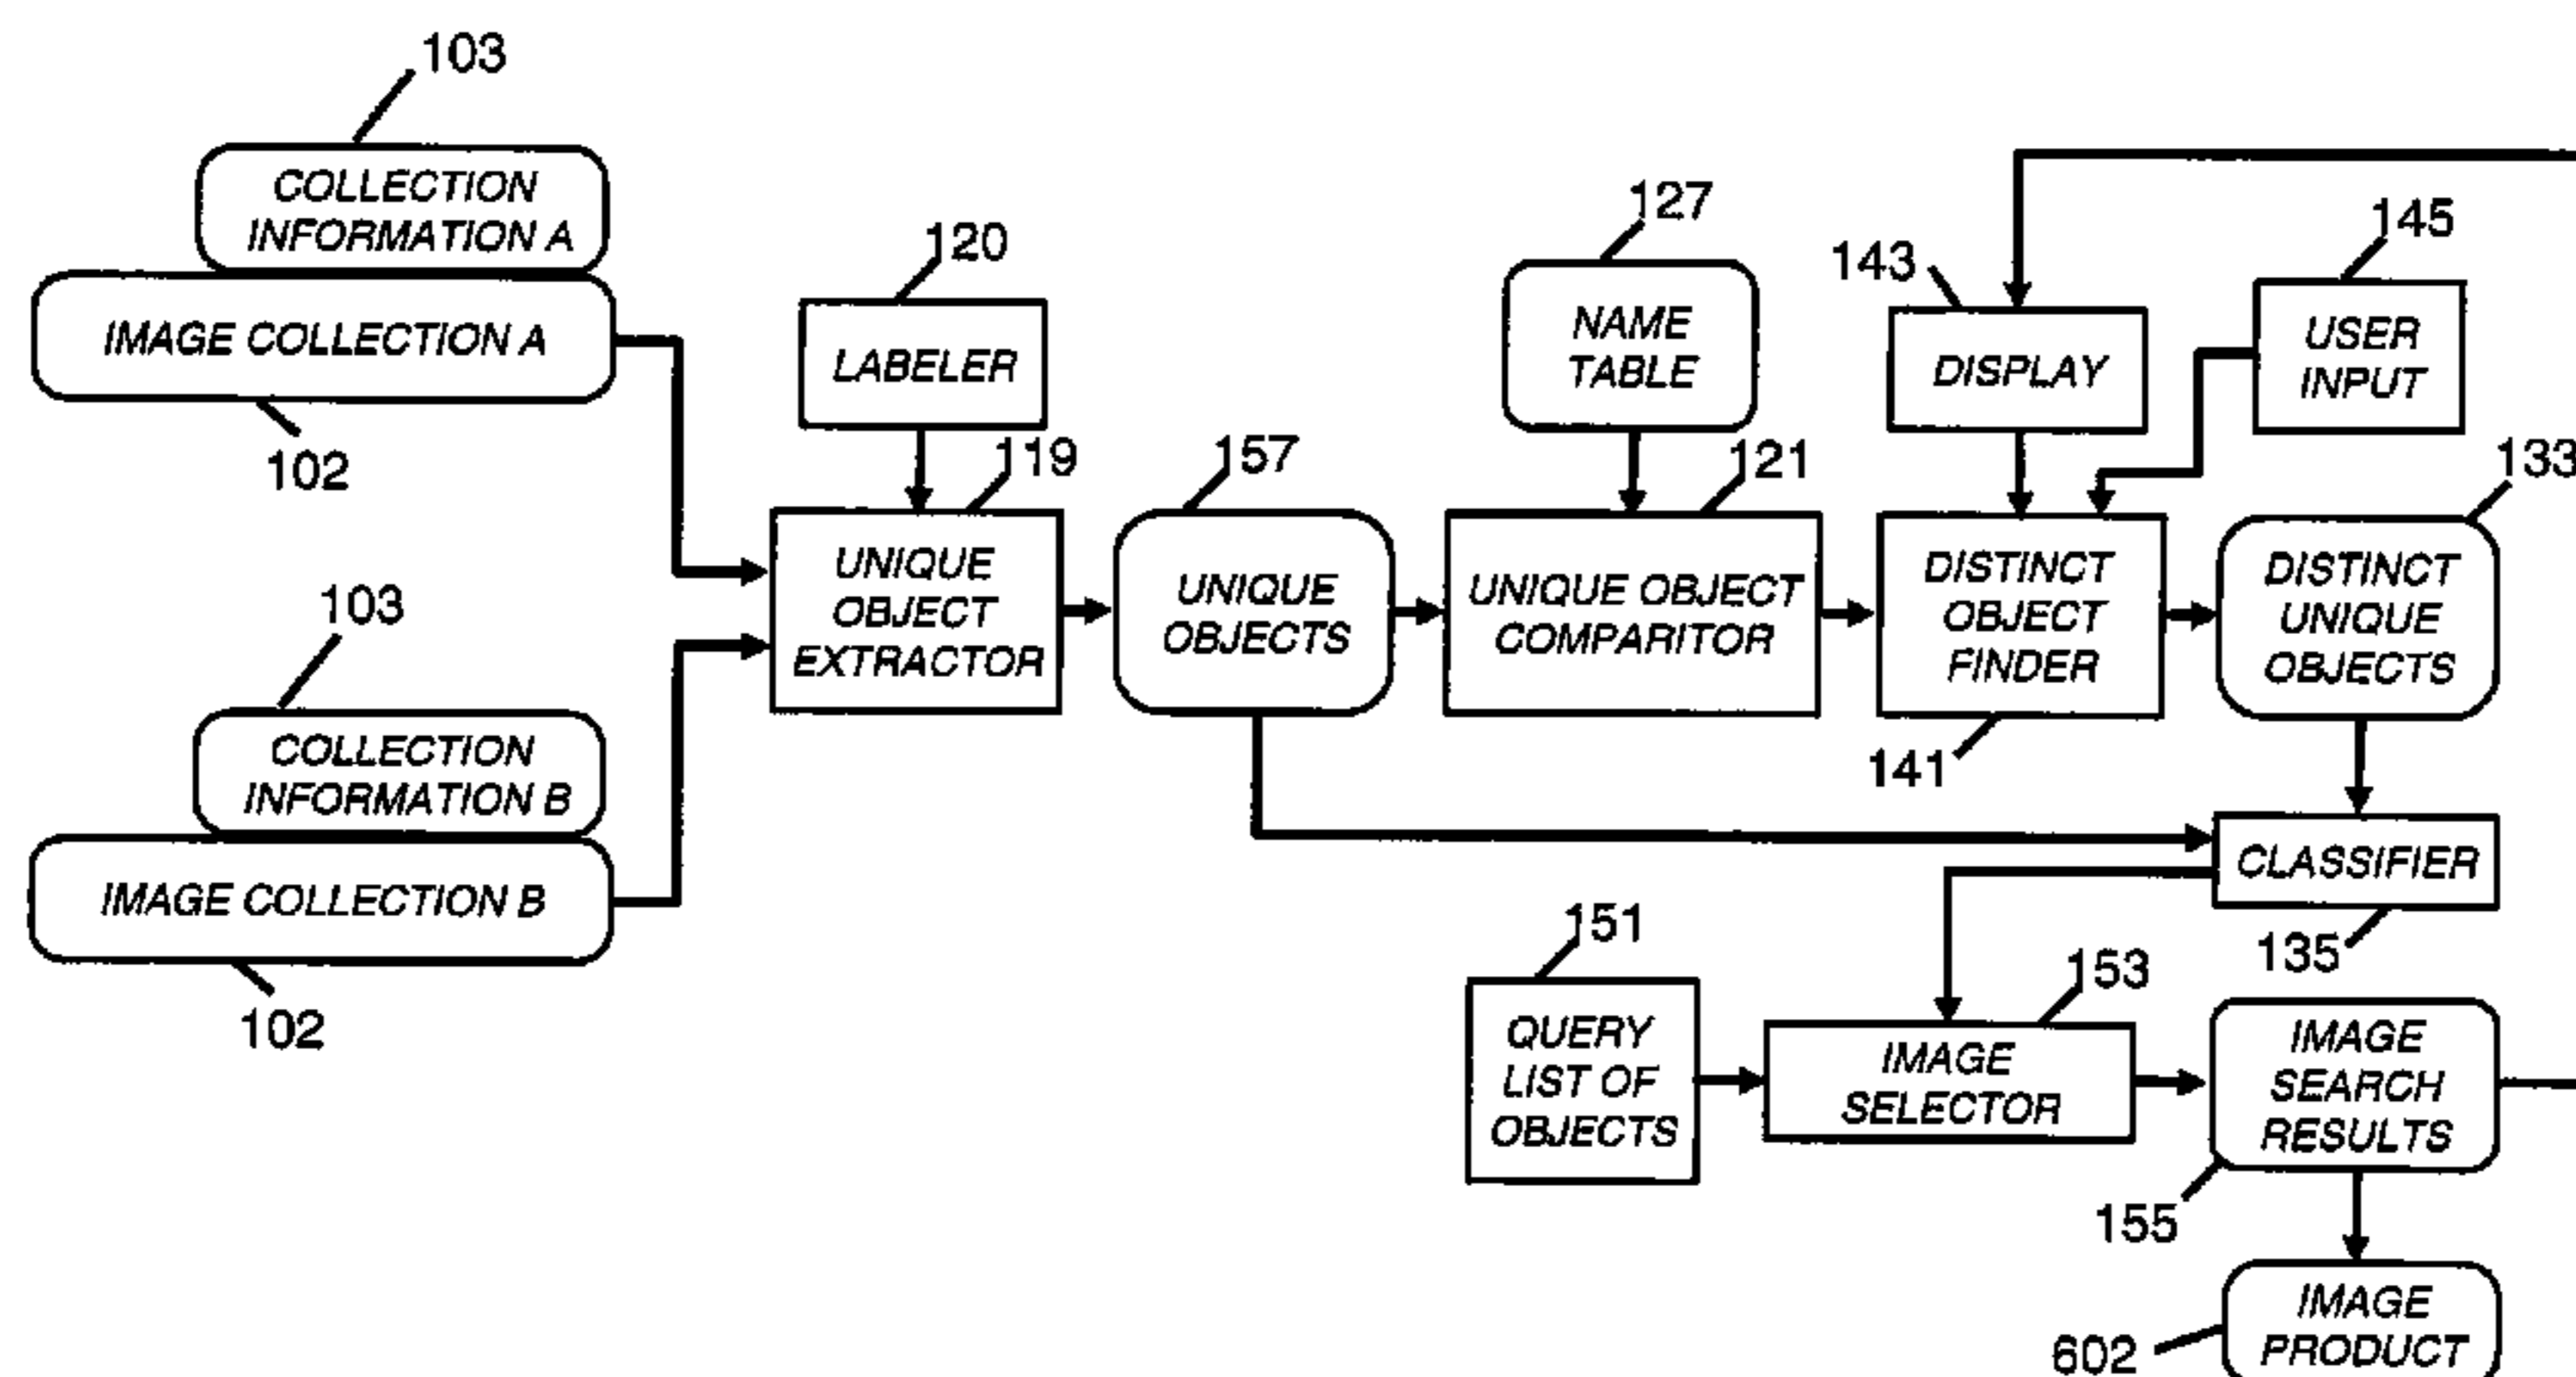 103
COLLECTION
INFORMATION A
IMAGE COLLECTION A
102
103
COLLECTION
INFORMATION B
IMAGE COLLECTION B
102
120
LABELER
119
UNIQUE
OBJECT
EXTRACTOR
157
UNIQUE
OBJECTS
127
NAME
TABLE
121
UNIQUE OBJECT
COMPARITOR
143
DISPLAY
145
USER
INPUT
DISTINCT
OBJECT
FINDER
141
133
DISTINCT
UNIQUE
OBJECTS
CLASSIFIER
135
151
QUERY
LIST OF
OBJECTS
153
IMAGE
SELECTOR
IMAGE
SEARCH
RESULTS
155
IMAGE
PRODUCT
602